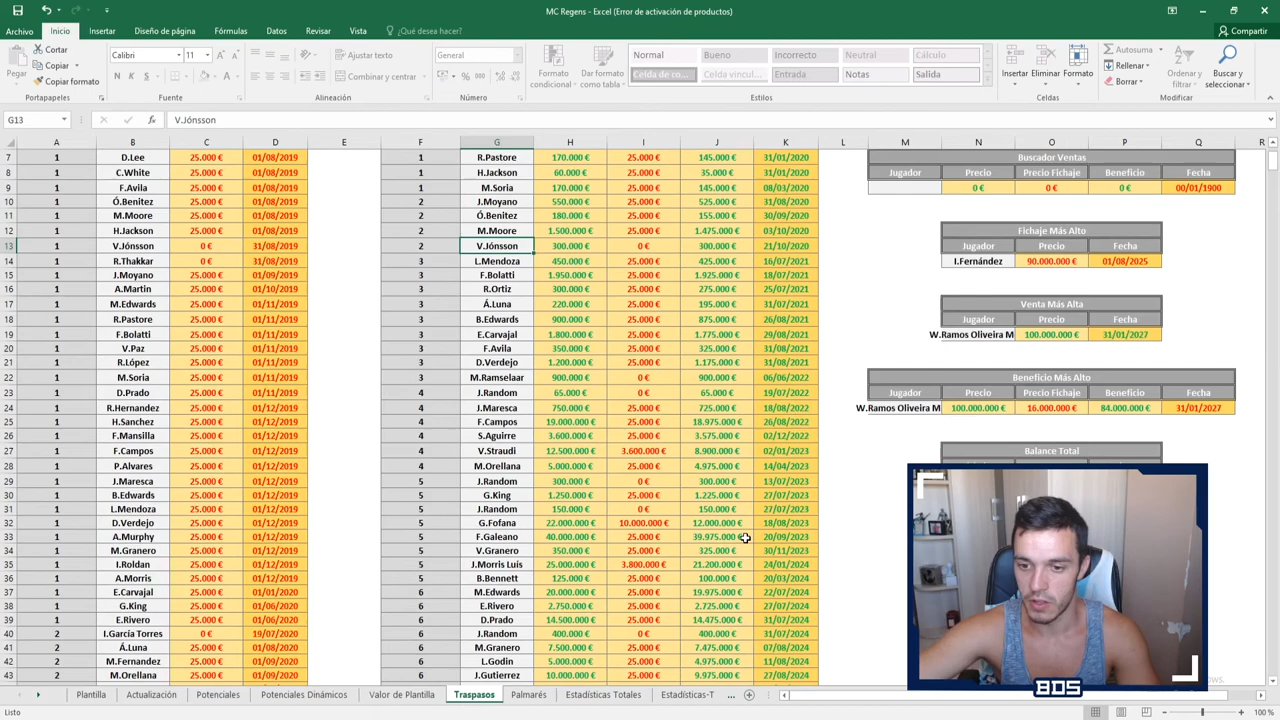 MC Regens - Excel (Error de activación de productos)
Archivo Inicio Insertar Diseño de página Fórmulas Datos Revisar Vista ¿Qué desea hacer? Compartir
Cortar
Copiar
Copiar formato
Pegar
Portapapeles
Calibri 11
N K S
Fuente
Ajustar texto
Combinar y centrar
Alineación
General
% 000
Número
Formato condicional
Dar formato como tabla
Normal Bueno Incorrecto Neutral Cálculo
Celda de co... Celda vincul... Entrada Notas Salida
Estilos
Insertar Eliminar Formato
Celdas
Autosuma
Rellenar
Borrar
Ordenar y filtrar
Buscar y seleccionar
Modificar
G13 fx V.Jónsson
A B C D E F G H I J K L M N O P Q R
7 1 D.Lee 25.000 € 01/08/2019 1 R.Pastore 170.000 € 25.000 € 145.000 € 31/01/2020 Buscador Ventas
8 1 C.White 25.000 € 01/08/2019 1 H.Jackson 60.000 € 25.000 € 35.000 € 31/01/2020 Jugador Precio Precio Fichaje Beneficio Fecha
9 1 F.Avila 25.000 € 01/08/2019 1 M.Soria 170.000 € 25.000 € 145.000 € 08/03/2020 0 € 0 € 0 € 00/01/1900
10 1 Ó.Benitez 25.000 € 01/08/2019 2 J.Moyano 550.000 € 25.000 € 525.000 € 31/08/2020
11 1 M.Moore 25.000 € 01/08/2019 2 Ó.Benitez 180.000 € 25.000 € 155.000 € 30/09/2020
12 1 H.Jackson 25.000 € 01/08/2019 2 M.Moore 1.500.000 € 25.000 € 1.475.000 € 03/10/2020 Fichaje Más Alto
13 1 V.Jónsson 0 € 31/08/2019 2 V.Jónsson 300.000 € 0 € 300.000 € 21/10/2020 Jugador Precio Fecha
14 1 R.Thakkar 0 € 31/08/2019 3 L.Mendoza 450.000 € 25.000 € 425.000 € 16/07/2021 I.Fernández 90.000.000 € 01/08/2025
15 1 J.Moyano 25.000 € 01/09/2019 3 F.Bolatti 1.950.000 € 25.000 € 1.925.000 € 18/07/2021
16 1 A.Martin 25.000 € 01/10/2019 3 R.Ortiz 300.000 € 25.000 € 275.000 € 31/07/2021
17 1 M.Edwards 25.000 € 01/10/2019 3 Á.Luna 220.000 € 25.000 € 195.000 € 31/07/2021 Venta Más Alta
18 1 R.Pastore 25.000 € 01/10/2019 3 B.Edwards 900.000 € 25.000 € 875.000 € 26/08/2021 Jugador Precio Fecha
19 1 F.Bolatti 25.000 € 01/11/2019 3 E.Carvajal 1.800.000 € 25.000 € 1.775.000 € 29/08/2021 W.Ramos Oliveira M 100.000.000 € 31/01/2027
20 1 V.Paz 25.000 € 01/11/2019 3 F.Avila 350.000 € 25.000 € 325.000 € 31/08/2021
21 1 R.López 25.000 € 01/11/2019 3 D.Verdejo 1.200.000 € 25.000 € 1.175.000 € 31/08/2021
22 1 M.Soria 25.000 € 01/11/2019 3 M.Ramselaar 900.000 € 0 € 900.000 € 06/06/2022 Beneficio Más Alto
23 1 D.Prado 25.000 € 01/11/2019 4 J.Random 65.000 € 0 € 65.000 € 19/07/2022 Jugador Precio Precio Fichaje Beneficio Fecha
24 1 R.Hernandez 25.000 € 01/11/2019 4 J.Maresca 750.000 € 25.000 € 725.000 € 18/08/2022 W.Ramos Oliveira M 100.000.000 € 16.000.000 € 84.000.000 € 31/01/2027
25 1 H.Sanchez 25.000 € 01/12/2019 4 F.Campos 19.000.000 € 25.000 € 18.975.000 € 26/08/2022
26 1 F.Mansilla 25.000 € 01/12/2019 4 S.Aguirre 3.600.000 € 25.000 € 3.575.000 € 02/12/2022
27 1 F.Campos 25.000 € 01/12/2019 4 V.Straudi 12.500.000 € 3.600.000 € 8.900.000 € 02/01/2023 Balance Total
28 1 P.Alvares 25.000 € 01/12/2019 4 M.Orellana 5.000.000 € 25.000 € 4.975.000 € 14/04/2023
29 1 J.Maresca 25.000 € 01/12/2019 5 J.Random 300.000 € 0 € 300.000 € 13/07/2023
30 1 B.Edwards 25.000 € 01/12/2019 5 G.King 1.250.000 € 25.000 € 1.225.000 € 27/07/2023
31 1 L.Mendoza 25.000 € 01/12/2019 5 J.Random 150.000 € 0 € 150.000 € 27/07/2023
32 1 D.Verdejo 25.000 € 01/12/2019 5 G.Fofana 22.000.000 € 10.000.000 € 12.000.000 € 18/08/2023
33 1 A.Murphy 25.000 € 01/12/2019 5 F.Galeano 40.000.000 € 25.000 € 39.975.000 € 20/09/2023
34 1 M.Granero 25.000 € 01/12/2019 5 V.Granero 350.000 € 25.000 € 325.000 € 30/11/2023
35 1 I.Roldan 25.000 € 01/12/2019 5 J.Morris Luís 25.000.000 € 3.800.000 € 21.200.000 € 24/01/2024
36 1 A.Morris 25.000 € 01/12/2019 5 B.Bennett 125.000 € 25.000 € 100.000 € 20/03/2024
37 1 E.Carvajal 25.000 € 01/01/2020 6 M.Edwards 20.000.000 € 25.000 € 19.975.000 € 22/07/2024
38 1 G.King 25.000 € 01/06/2020 6 E.Rivero 2.750.000 € 25.000 € 2.725.000 € 27/07/2024
39 1 E.Rivero 25.000 € 01/06/2020 6 D.Prado 14.500.000 € 25.000 € 14.475.000 € 31/07/2024
40 2 I.García Torres 0 € 19/07/2020 6 J.Random 400.000 € 0 € 400.000 € 31/07/2024
41 2 Á.Luna 25.000 € 01/08/2020 6 M.Granero 7.500.000 € 25.000 € 7.475.000 € 07/08/2024
42 2 M.Fernandez 25.000 € 01/08/2020 6 L.Godin 5.000.000 € 25.000 € 4.975.000 € 11/08/2024
43 2 M.Orellana 25.000 € 01/09/2020 6 J.Gutierrez 10.000.000 € 25.000 € 9.975.000 € 27/08/2024
805
Plantilla Actualización Potenciales Potenciales Dinámicos Valor de Plantilla Traspasos almarés Estadísticas Totales Estadísticas-T ...
Listo 100 %